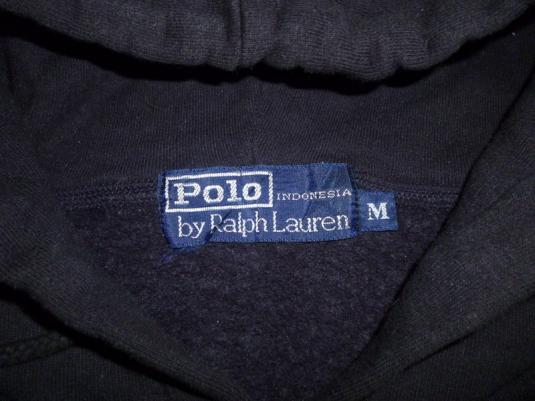 Polo INDONESIA
by Ralph Lauren
M